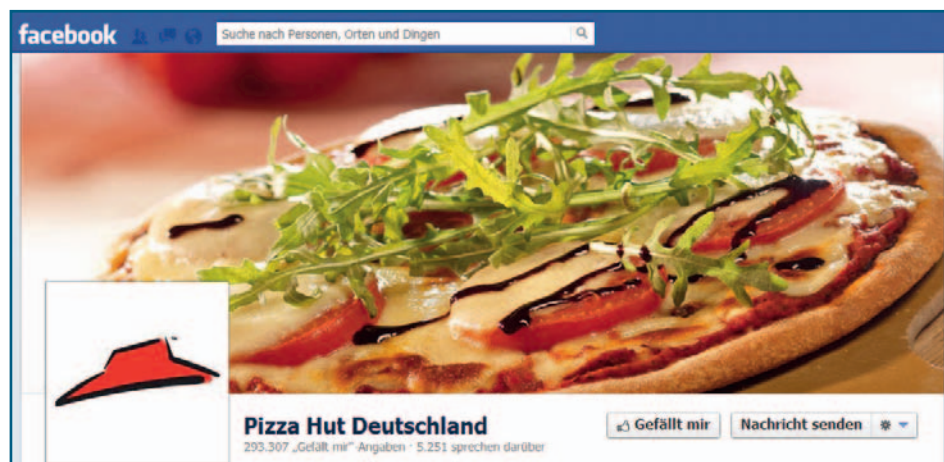 facebook
Suche nach Personen, Orten und Dingen
Pizza Hut Deutschland
Gefällt mir
Nachricht senden
293.307 „Gefällt mir“-Angaben · 5.251 sprechen darüber